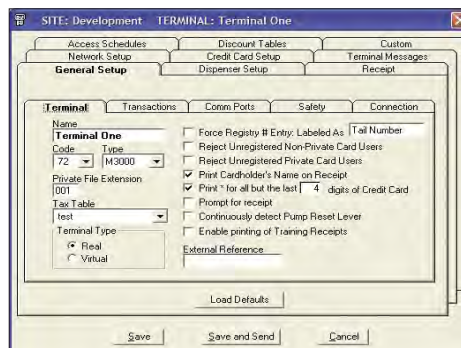 SITE: Development TERMINAL: Terminal One
Access Schedules Discount Tables Custom
Network Setup Credit Card Setup Terminal Messages
General Setup Dispenser Setup Receipt
Terminal Transactions Comm Ports Safety Connection
Name
Terminal One
Code Type
72 M3000
Private File Extension
001
Tax Table
test
Terminal Type
Real
Virtual
Force Registry # Entry: Labeled As Tail Number
Reject Unregistered Non-Private Card Users
Reject Unregistered Private Card Users
Print Cardholder's Name on Receipt
Print * for all but the last 4 digits of Credit Card
Prompt for receipt
Continuously detect Pump Reset Lever
Enable printing of Training Receipts
External Reference
Load Defaults
Save Save and Send Cancel